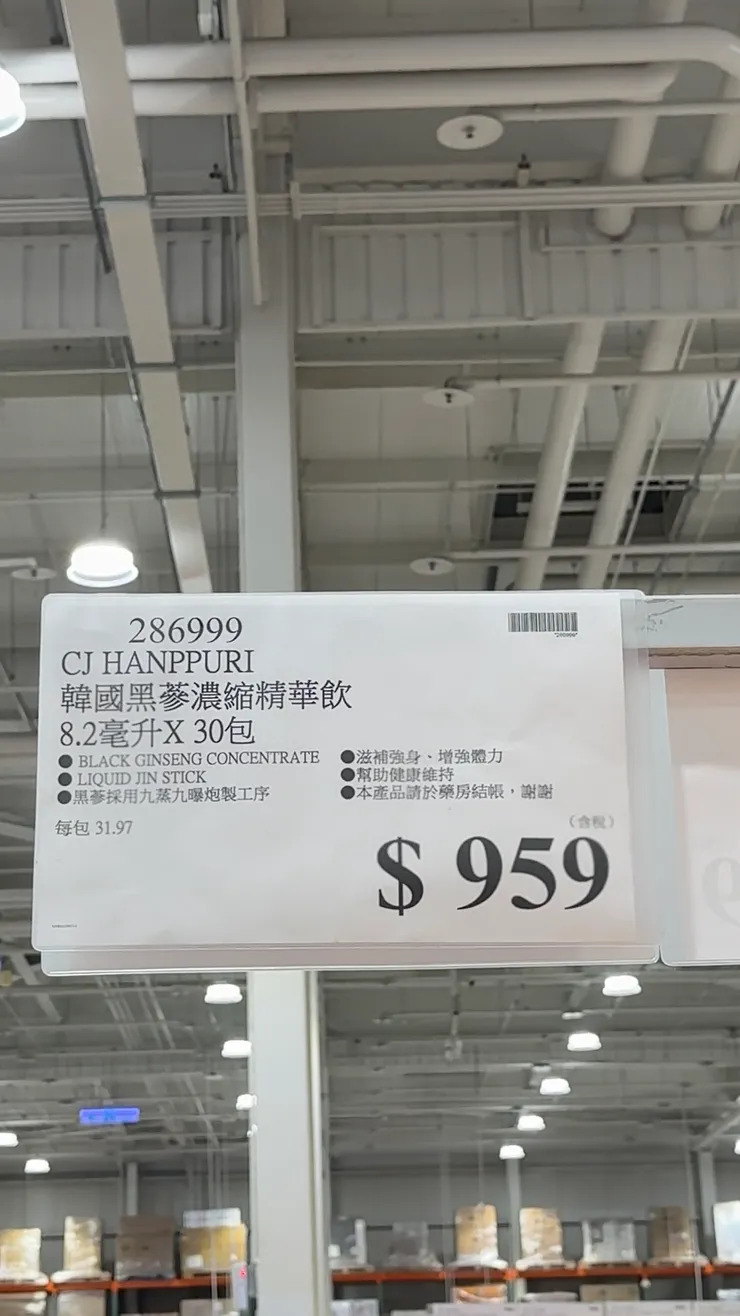 286999
CJ HANPPURI
韓國黑蔘濃縮精華飲
8.2毫升X 30包
● BLACK GINSENG CONCENTRATE
● LIQUID JIN STICK
●黑蔘採用九蒸九曝炮製工序
●滋補強身、增強體力
●幫助健康維持
●本產品請於藥房結帳，謝謝
每包 31.97
（含稅）
$ 959